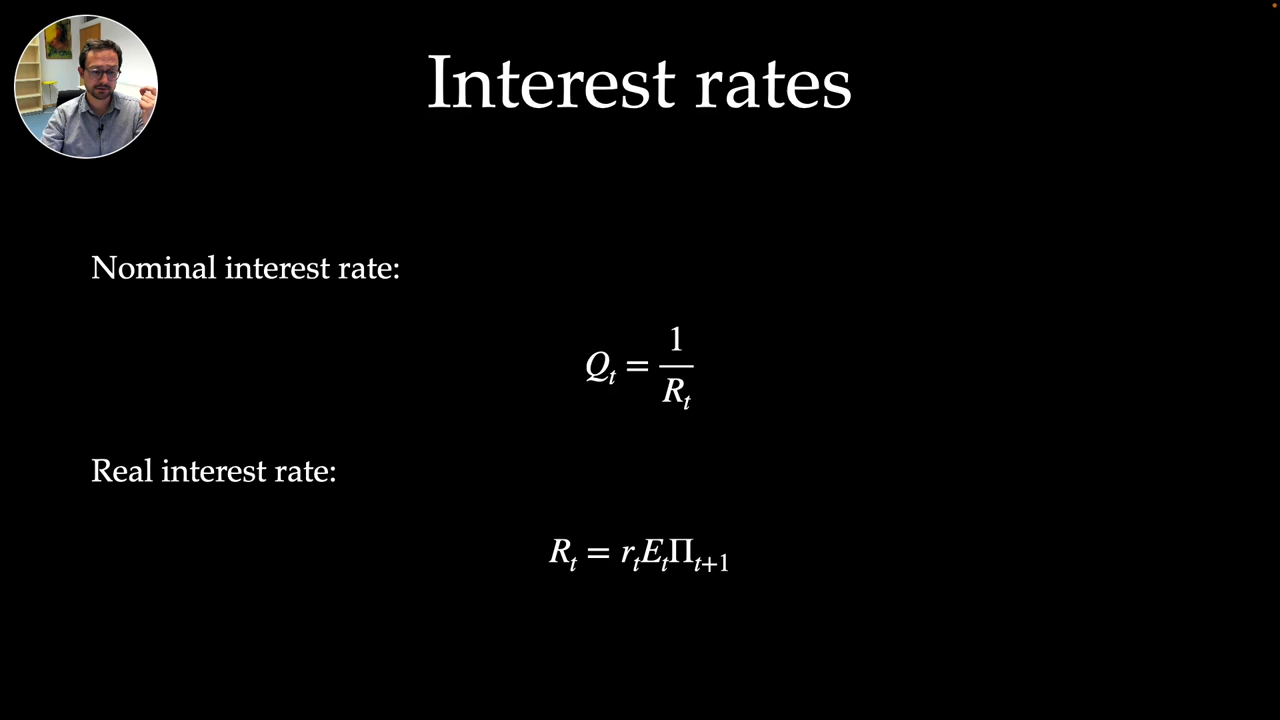 Interest rates
Nominal interest rate:
Q_t = 1/R_t
Real interest rate:
R_t = r_t E_t Π_{t+1}